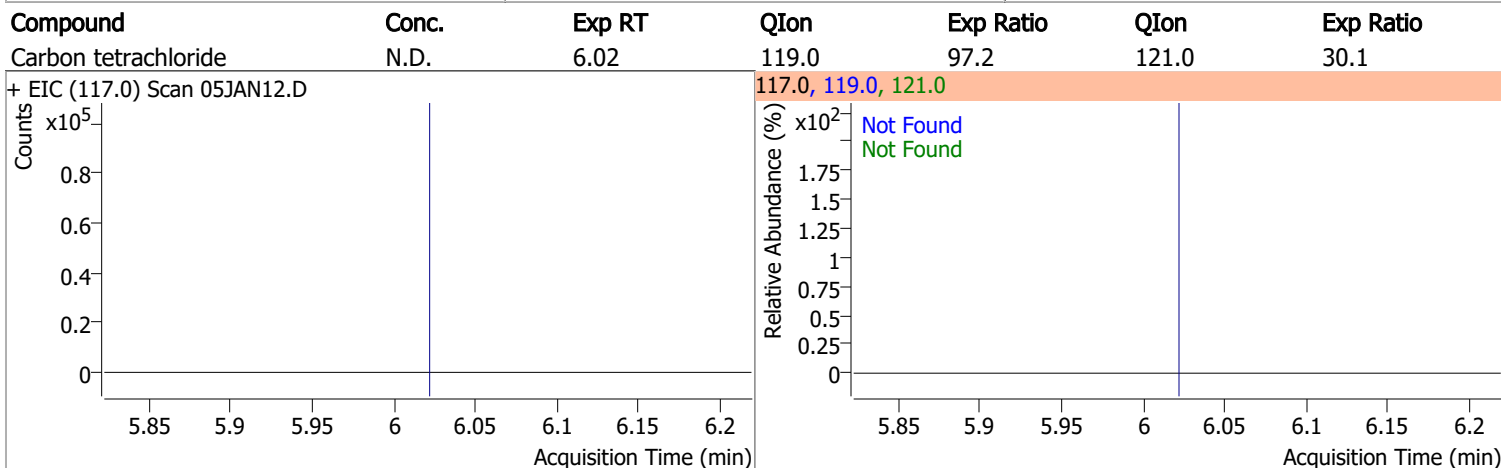 Compound Conc. Exp RT QIon Exp Ratio QIon Exp Ratio
Carbon tetrachloride N.D. 6.02 119.0 97.2 121.0 30.1
+ EIC (117.0) Scan 05JAN12.D
Counts
x10⁵
0.8
0.6
0.4
0.2
0
5.85 5.9 5.95 6 6.05 6.1 6.15 6.2
Acquisition Time (min)
117.0, 119.0, 121.0
Relative Abundance (%)
x10²
Not Found
Not Found
1.75
1.5
1.25
1
0.75
0.5
0.25
0
5.85 5.9 5.95 6 6.05 6.1 6.15 6.2
Acquisition Time (min)